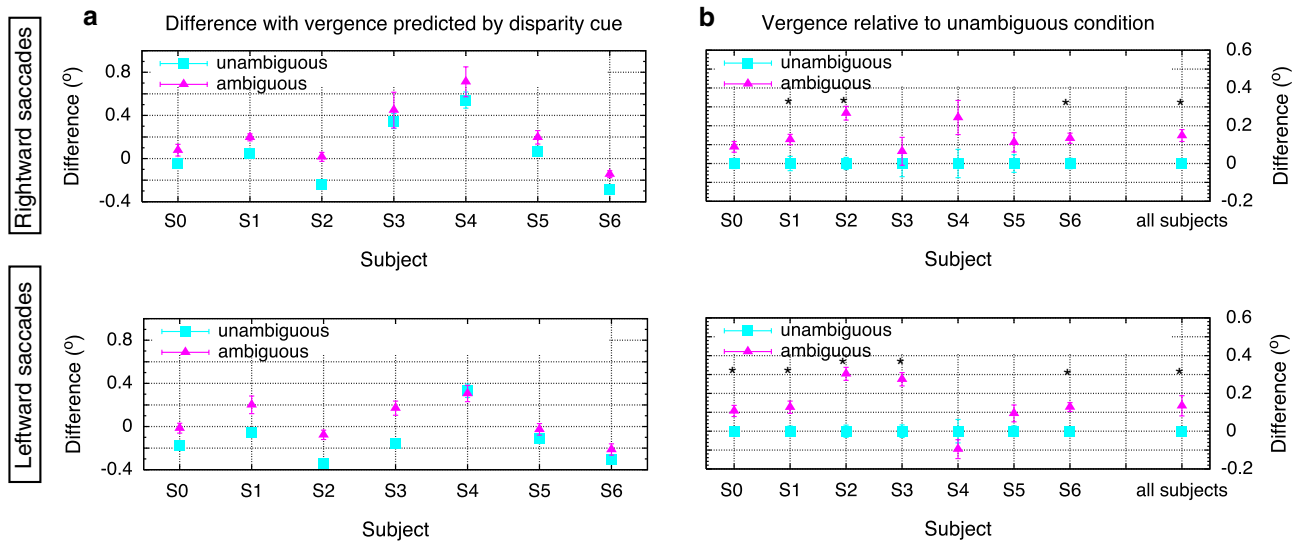 a Difference with vergence predicted by disparity cue
b Vergence relative to unambiguous condition
Rightward saccades
Difference (o)
0.8
0.4
0
-0.4
unambiguous
ambiguous
S0 S1 S2 S3 S4 S5 S6
Subject
unambiguous
ambiguous
* * * *
0.6
0.4
0.2
0
-0.2
Difference (o)
S0 S1 S2 S3 S4 S5 S6 all subjects
Subject
Leftward saccades
Difference (o)
0.8
0.4
0
-0.4
unambiguous
ambiguous
S0 S1 S2 S3 S4 S5 S6
Subject
unambiguous
ambiguous
* * * * * *
0.6
0.4
0.2
0
-0.2
Difference (o)
S0 S1 S2 S3 S4 S5 S6 all subjects
Subject